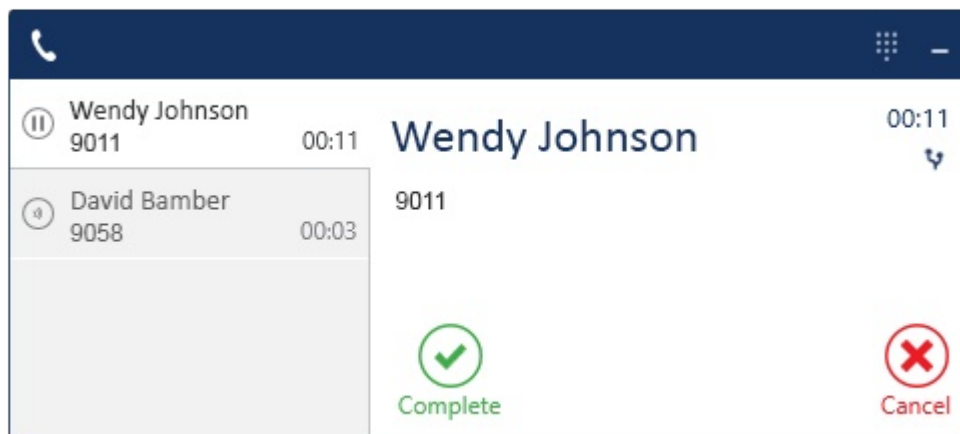 Wendy Johnson
9011 00:11
David Bamber
9058 00:03
Wendy Johnson
00:11
9011
Complete
Cancel